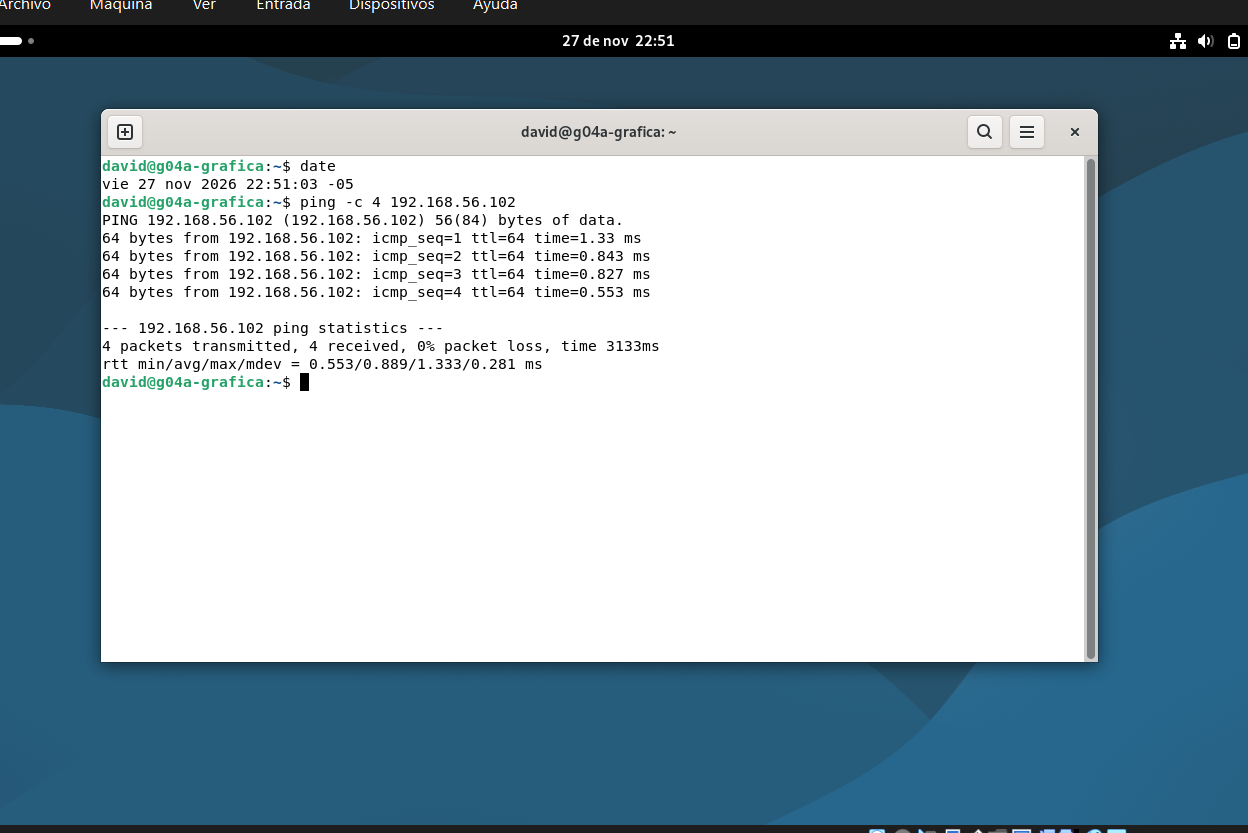 Archivo Máquina Ver Entrada Dispositivos Ayuda
27 de nov 22:51
david@g04a-grafica: ~
david@g04a-grafica:~$ date
vie 27 nov 2026 22:51:03 -05
david@g04a-grafica:~$ ping -c 4 192.168.56.102
PING 192.168.56.102 (192.168.56.102) 56(84) bytes of data.
64 bytes from 192.168.56.102: icmp_seq=1 ttl=64 time=1.33 ms
64 bytes from 192.168.56.102: icmp_seq=2 ttl=64 time=0.843 ms
64 bytes from 192.168.56.102: icmp_seq=3 ttl=64 time=0.827 ms
64 bytes from 192.168.56.102: icmp_seq=4 ttl=64 time=0.553 ms
--- 192.168.56.102 ping statistics ---
4 packets transmitted, 4 received, 0% packet loss, time 3133ms
rtt min/avg/max/mdev = 0.553/0.889/1.333/0.281 ms
david@g04a-grafica:~$